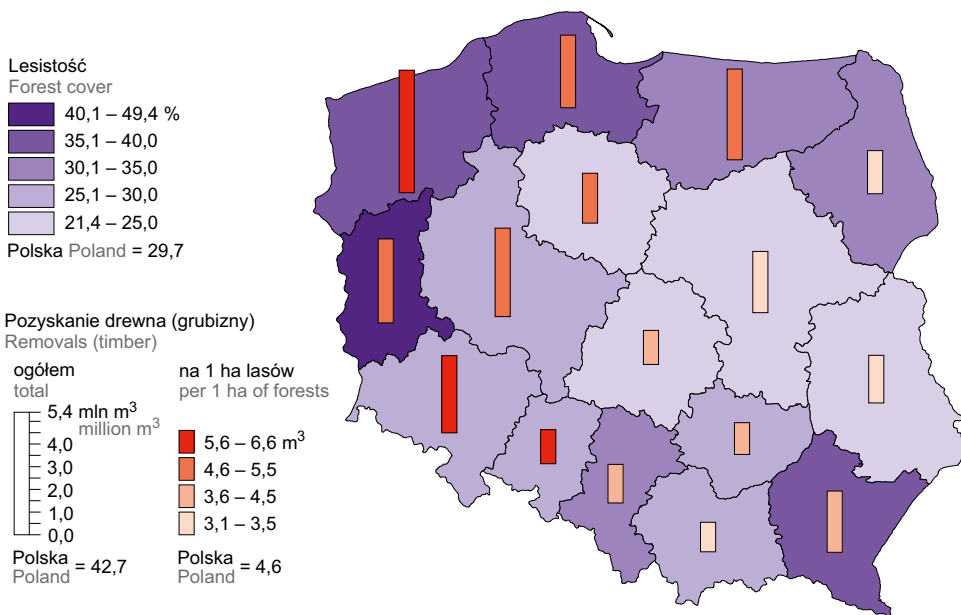 Lesistość
Forest cover
40,1 – 49,4 %
35,1 – 40,0
30,1 – 35,0
25,1 – 30,0
21,4 – 25,0
Polska Poland = 29,7
Pozyskanie drewna (grubizny)
Removals (timber)
ogółem
total
5,4 mln m³
million m³
4,0
3,0
2,0
1,0
0,0
Polska
Poland = 42,7
na 1 ha lasów
per 1 ha of forests
5,6 – 6,6 m³
4,6 – 5,5
3,6 – 4,5
3,1 – 3,5
Polska
Poland = 4,6